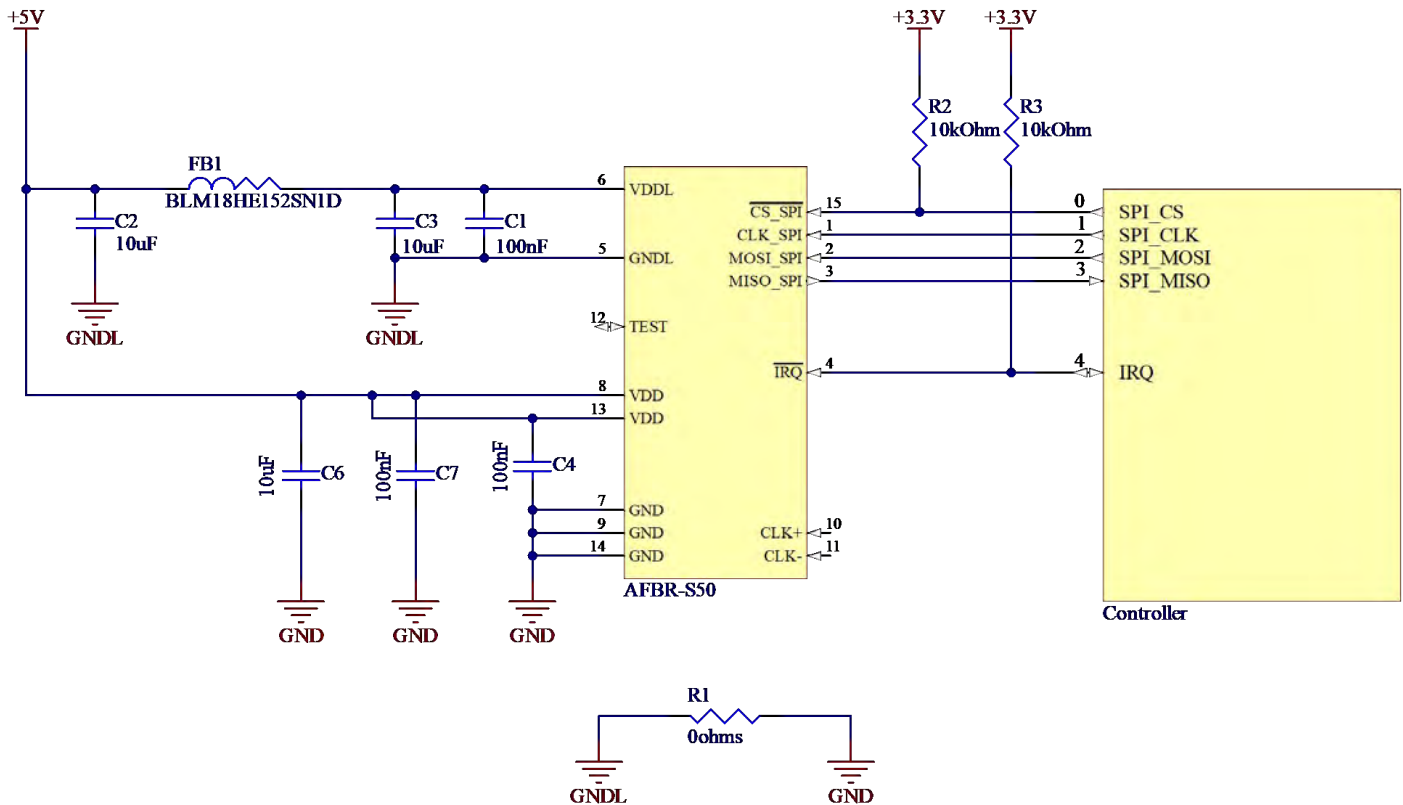 +5V
+3.3V
+3.3V
R2
10kOhm
R3
10kOhm
FB1
BLM18HE152SN1D
C2
10uF
C3
10uF
C1
100nF
GNDL
GNDL
6
VDDL
5
GNDL
12
TEST
8
VDD
13
VDD
7
GND
9
GND
14
GND
CS_SPI
15
CLK_SPI
1
MOSI_SPI
2
MISO_SPI
3
IRQ
4
CLK+
10
CLK-
11
AFBR-S50
0
SPI_CS
1
SPI_CLK
2
SPI_MOSI
3
SPI_MISO
4
IRQ
Controller
10uF
C6
100nF
C7
100nF
C4
GND
GND
GND
R1
0ohms
GNDL
GND